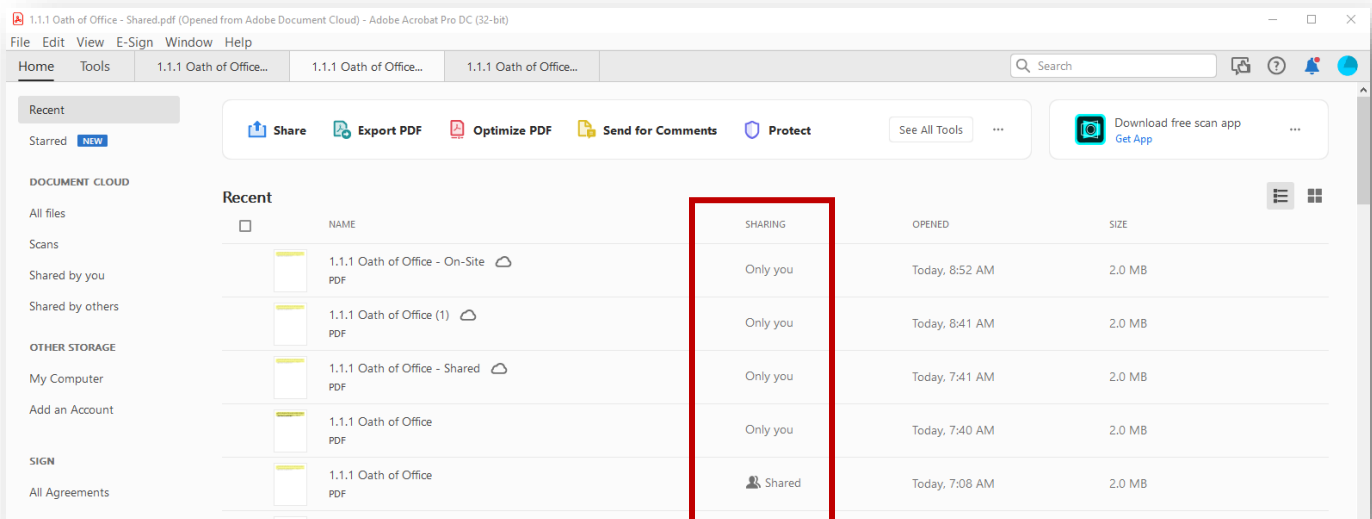 1.1.1 Oath of Office - Shared.pdf (Opened from Adobe Document Cloud) - Adobe Acrobat Pro DC (32-bit)
File Edit View E-Sign Window Help
Home Tools 1.1.1 Oath of Office... 1.1.1 Oath of Office... 1.1.1 Oath of Office... Search
Recent
Starred NEW
DOCUMENT CLOUD
All files
Scans
Shared by you
Shared by others
OTHER STORAGE
My Computer
Add an Account
SIGN
All Agreements
Share Export PDF Optimize PDF Send for Comments Protect See All Tools ...
Download free scan app ...
Get App
Recent
NAME SHARING OPENED SIZE
1.1.1 Oath of Office - On-Site Only you Today, 8:52 AM 2.0 MB
PDF
1.1.1 Oath of Office (1) Only you Today, 8:41 AM 2.0 MB
PDF
1.1.1 Oath of Office - Shared Only you Today, 7:41 AM 2.0 MB
PDF
1.1.1 Oath of Office Only you Today, 7:40 AM 2.0 MB
PDF
1.1.1 Oath of Office Shared Today, 7:08 AM 2.0 MB
PDF